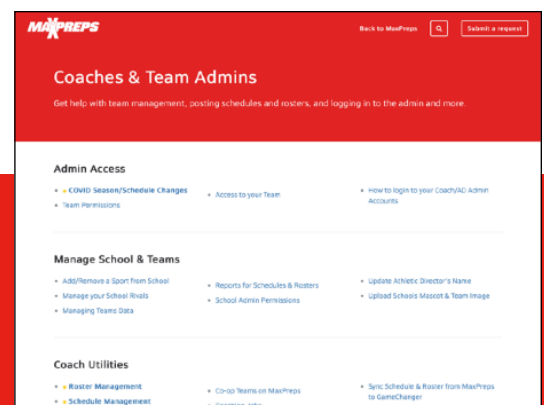 MAXPREPS
Back to MaxPreps
Submit a request
Coaches & Team Admins
Get help with team management, posting schedules and rosters, and logging in to the admin and more.
Admin Access
COVID Season/Schedule Changes
Team Permissions
Access to your Team
How to login to your Coach/AD Admin
Accounts
Manage School & Teams
Add/Remove a Sport from School
Manage your School Rivals
Managing Teams Data
Reports for Schedules & Rosters
School Admin Permissions
Update Athletic Director's Name
Upload Schools Mascot & Team Image
Coach Utilities
Roster Management
Schedule Management
Co-op Teams on MaxPreps
Sync Schedule & Roster from MaxPreps
to GameChanger